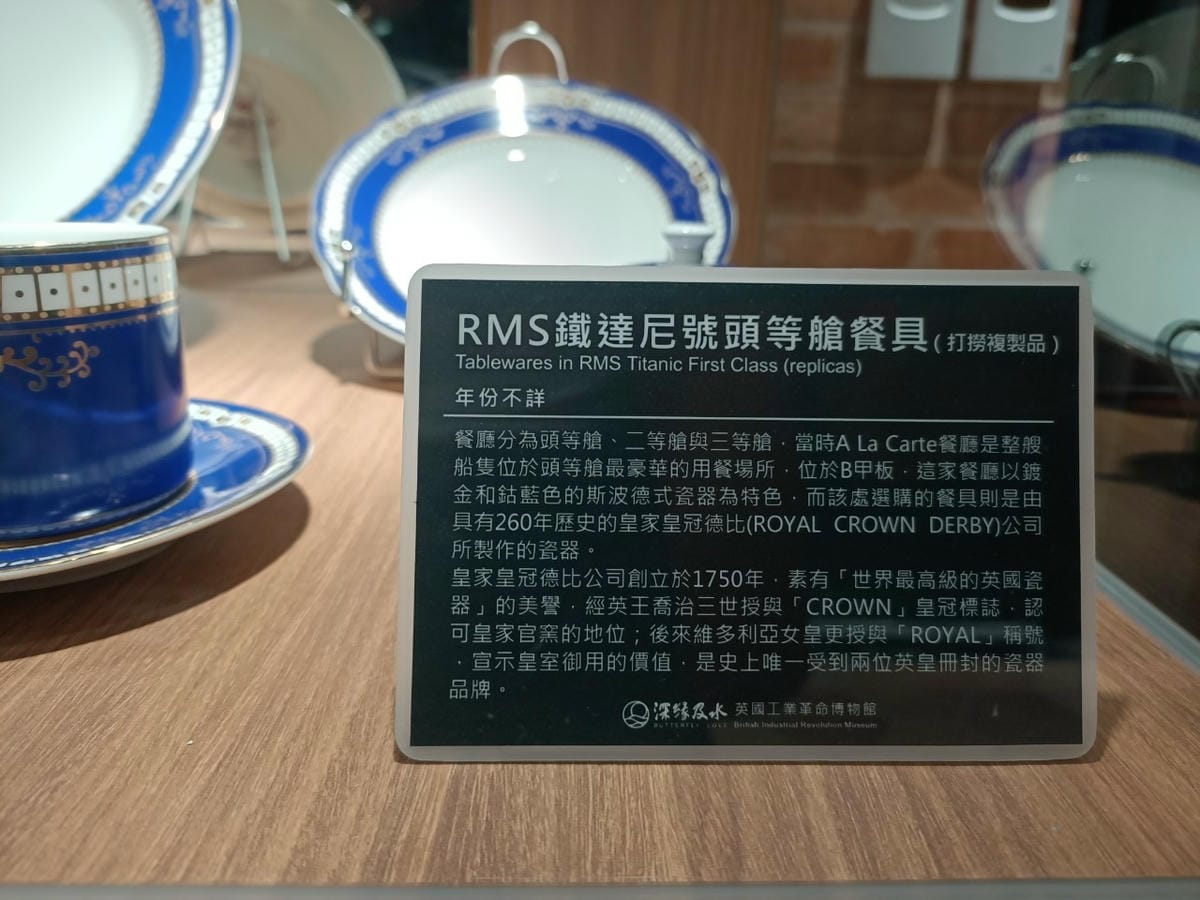 RMS鐵達尼號頭等艙餐具(打撈複製品)
Tablewares in RMS Titanic First Class (replicas)
年份不詳
餐廳分為頭等艙、二等艙與三等艙，當時A La Carte餐廳是整艘
船隻位於頭等艙最豪華的用餐場所，位於B甲板，這家餐廳以鍍
金和鈷藍色的斯波德式瓷器為特色，而該處選購的餐具則是由
具有260年歷史的皇家皇冠德比(ROYAL CROWN DERBY)公司
所製作的瓷器。
皇家皇冠德比公司創立於1750年，素有「世界最高級的英國瓷
器」的美譽，經英王喬治三世授與「CROWN」皇冠標誌，認
可皇家官窯的地位；後來維多利亞女皇更授與「ROYAL」稱號
，宣示皇室御用的價值，是史上唯一受到兩位英皇冊封的瓷器
品牌。
深緣及水 英國工業革命博物館
BUTTERFLY LOVE British Industrial Revolution Museum